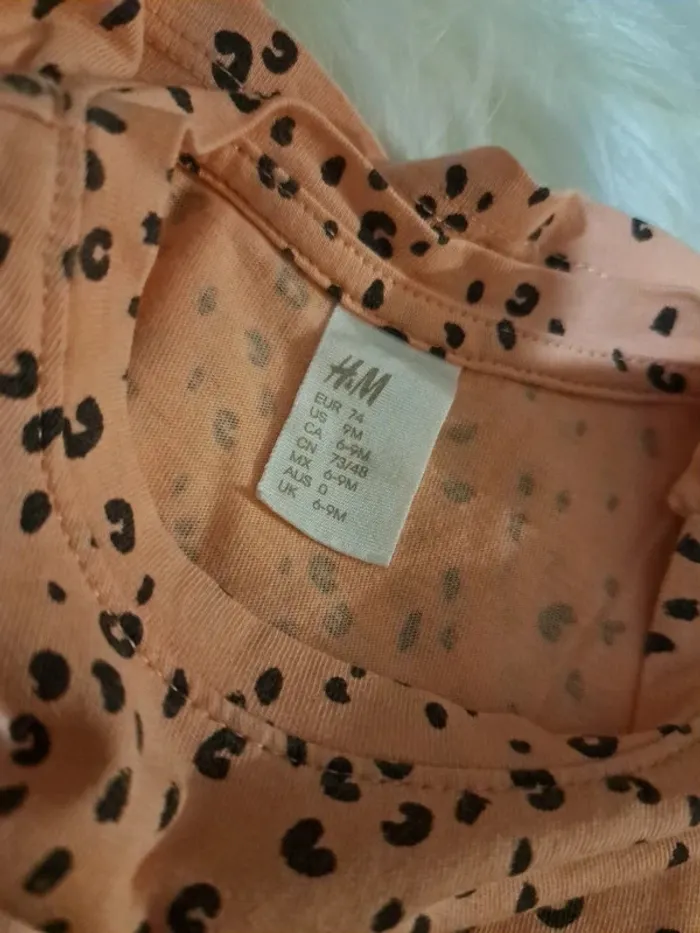 H&M
EUR 74
US 9M
CA 6-9M
CN 73/48
MX 6-9M
AUS 0
UK 6-9M